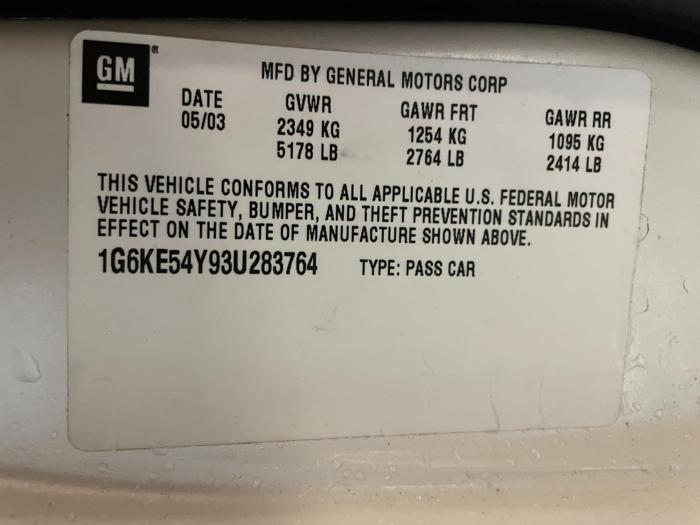 GM®
MFD BY GENERAL MOTORS CORP
DATE GVWR GAWR FRT GAWR RR
05/03 2349 KG 1254 KG 1095 KG
5178 LB 2764 LB 2414 LB
THIS VEHICLE CONFORMS TO ALL APPLICABLE U.S. FEDERAL MOTOR
VEHICLE SAFETY, BUMPER, AND THEFT PREVENTION STANDARDS IN
EFFECT ON THE DATE OF MANUFACTURE SHOWN ABOVE.
1G6KE54Y93U283764 TYPE: PASS CAR